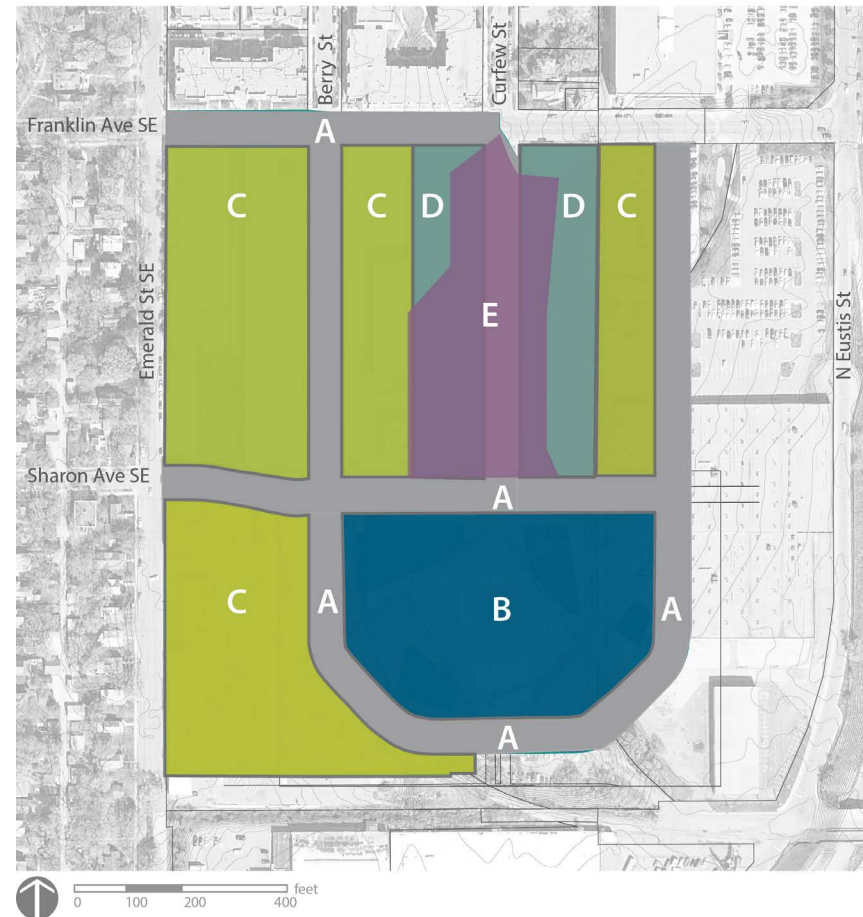 Berry St
Curfew St
Franklin Ave SE
A
C
C
D
D
C
E
Emerald St SE
N Eustis St
Sharon Ave SE
A
C
A
B
A
A
feet
0
100
200
400